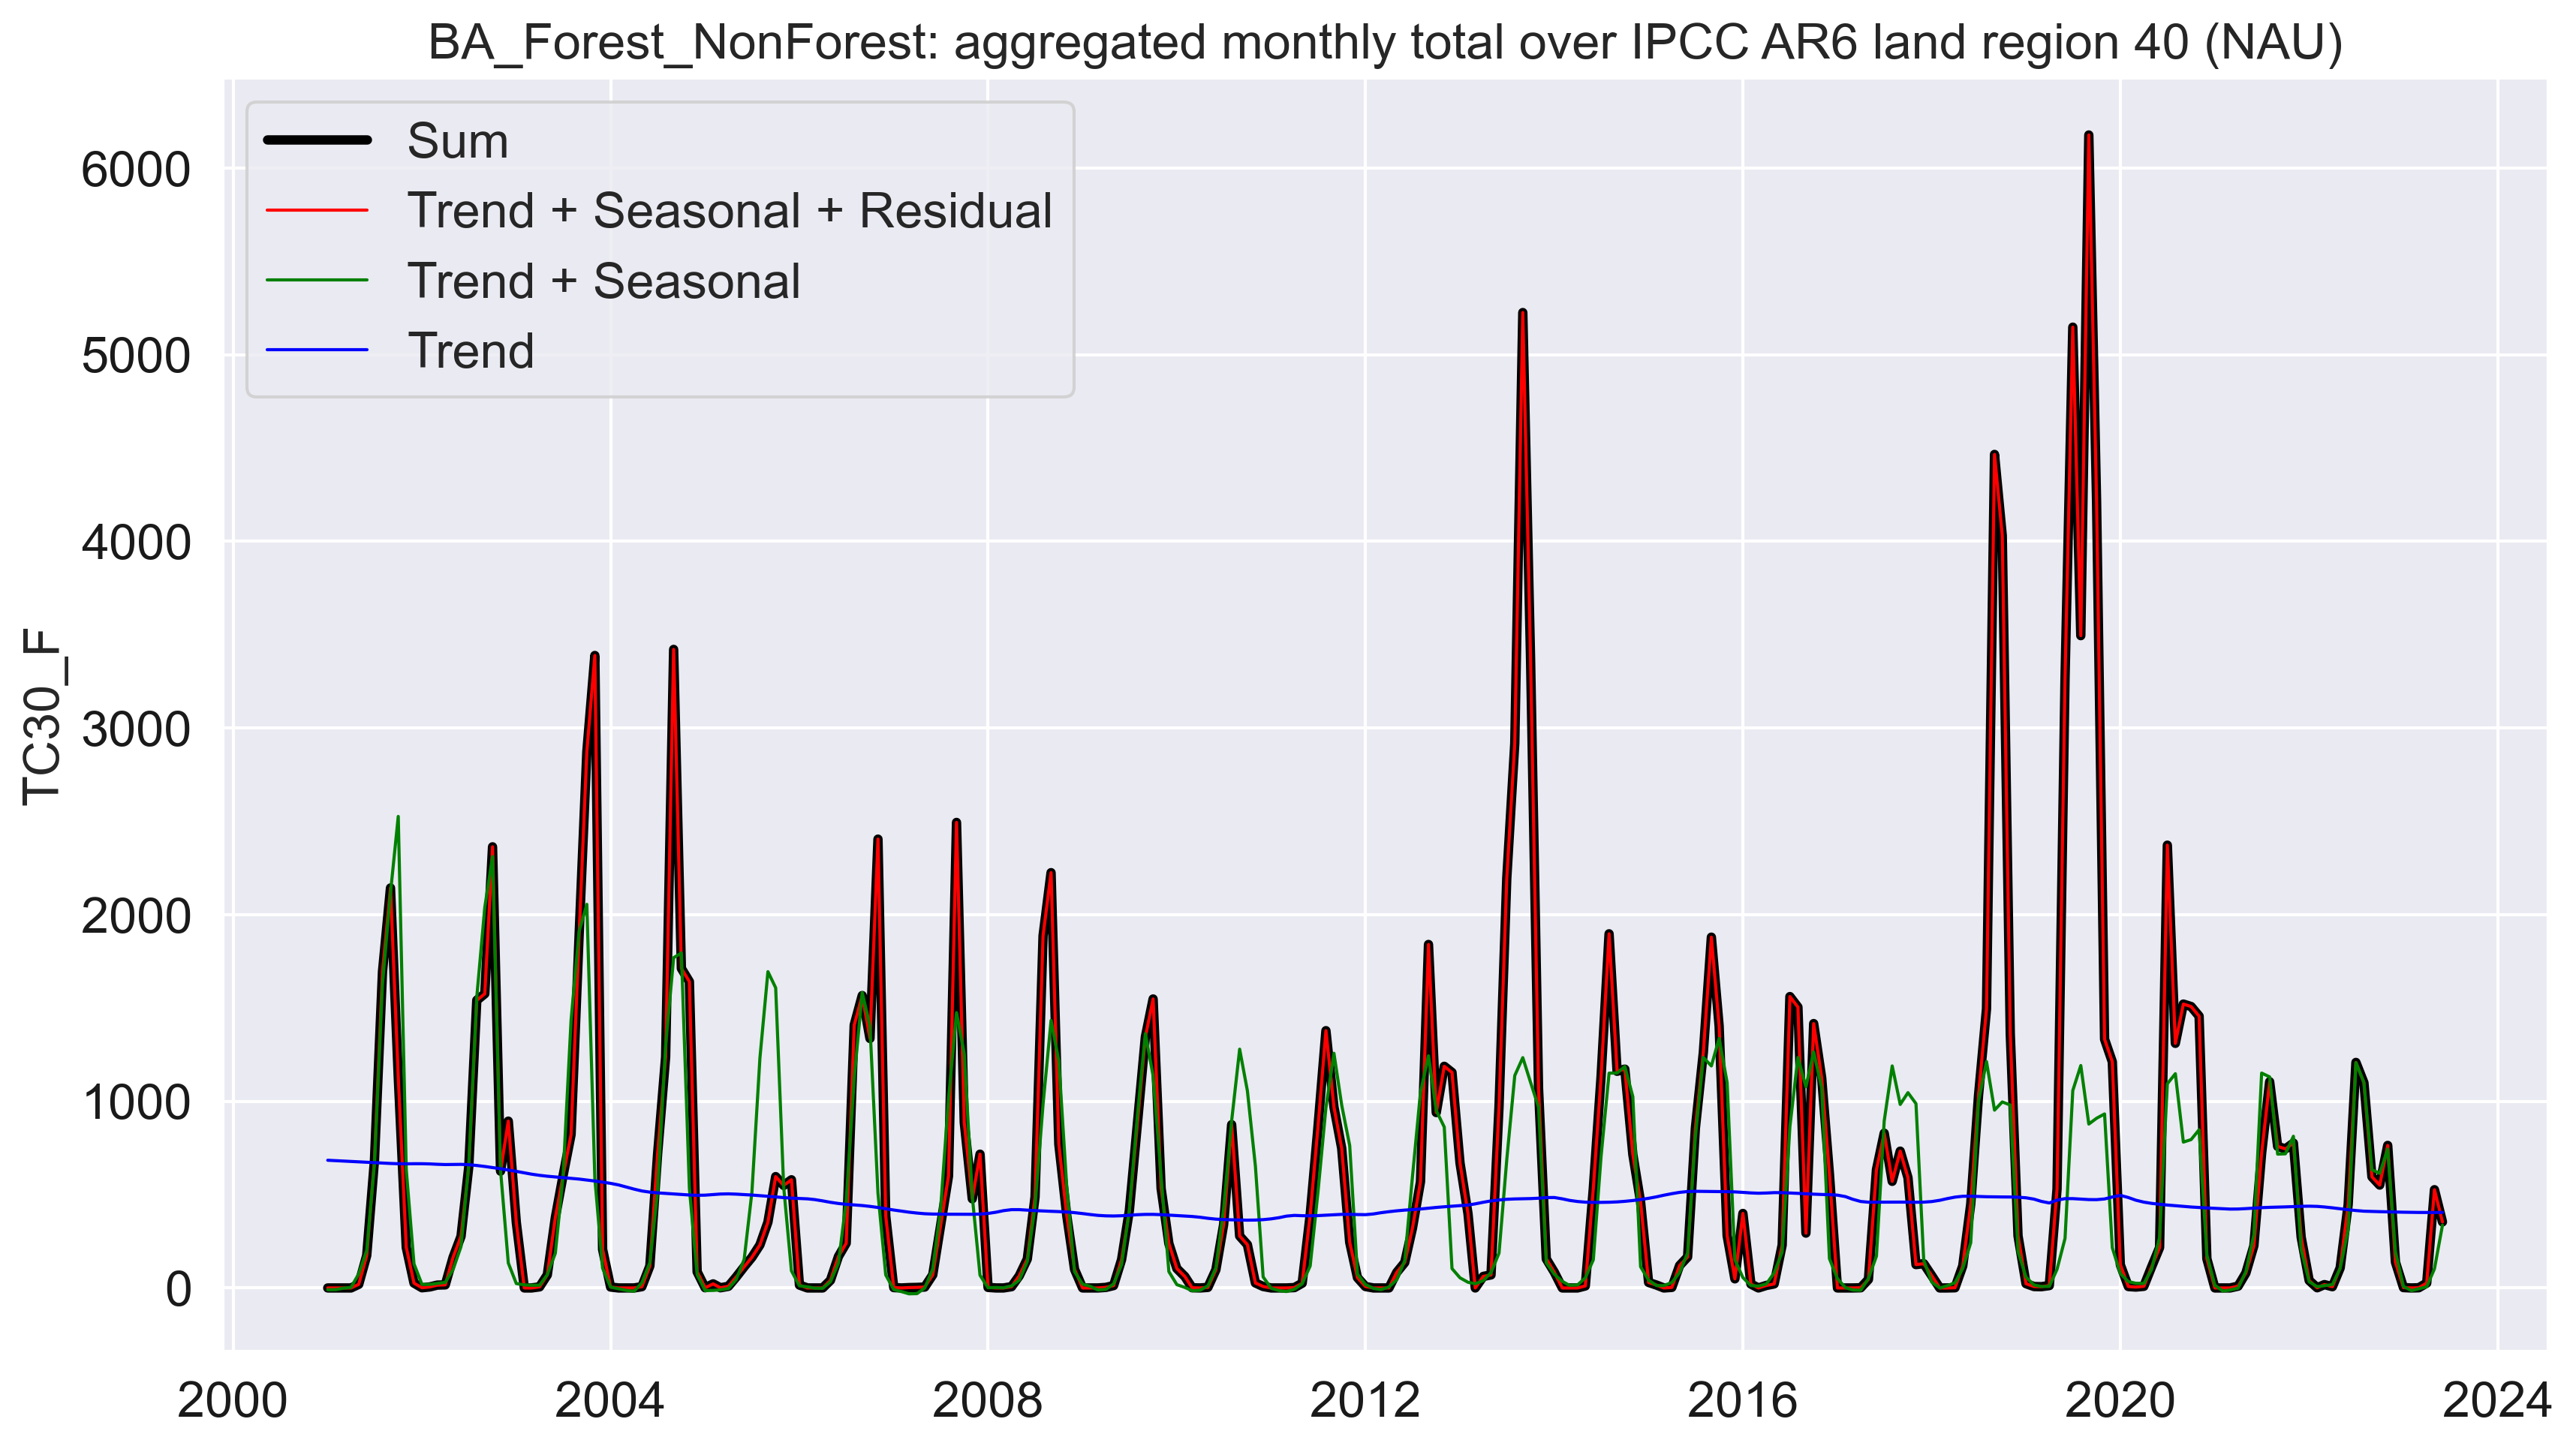 BA_Forest_NonForest: aggregated monthly total over IPCC AR6 land region 40 (NAU)
Sum
Trend + Seasonal + Residual
Trend + Seasonal
Trend
TC30_F
6000
5000
4000
3000
2000
1000
0
2000 2004 2008 2012 2016 2020 2024